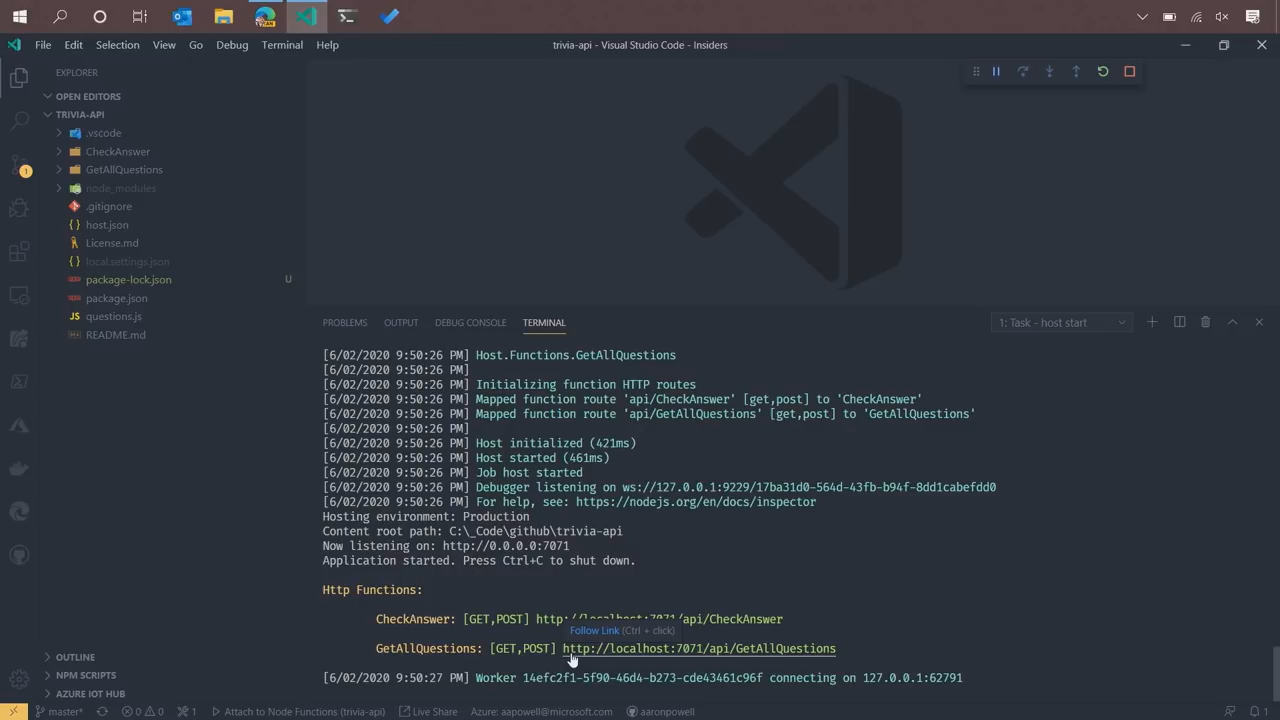 File Edit Selection View Go Debug Terminal Help
trivia-api - Visual Studio Code - Insiders
EXPLORER
OPEN EDITORS
TRIVIA-API
.vscode
CheckAnswer
GetAllQuestions
node_modules
.gitignore
host.json
License.md
local.settings.json
package-lock.json U
package.json
questions.js
README.md
OUTLINE
NPM SCRIPTS
AZURE IOT HUB
1
PROBLEMS OUTPUT DEBUG CONSOLE TERMINAL
1: Task - host start
[6/02/2020 9:50:26 PM] Host.Functions.GetAllQuestions
[6/02/2020 9:50:26 PM]
[6/02/2020 9:50:26 PM] Initializing function HTTP routes
[6/02/2020 9:50:26 PM] Mapped function route 'api/CheckAnswer' [get,post] to 'CheckAnswer'
[6/02/2020 9:50:26 PM] Mapped function route 'api/GetAllQuestions' [get,post] to 'GetAllQuestions'
[6/02/2020 9:50:26 PM]
[6/02/2020 9:50:26 PM] Host initialized (421ms)
[6/02/2020 9:50:26 PM] Host started (461ms)
[6/02/2020 9:50:26 PM] Job host started
[6/02/2020 9:50:26 PM] Debugger listening on ws://127.0.0.1:9229/17ba31d0-564d-43fb-b94f-8dd1cabefdd0
[6/02/2020 9:50:26 PM] For help, see: https://nodejs.org/en/docs/inspector
Hosting environment: Production
Content root path: C:\_Code\github\trivia-api
Now listening on: http://0.0.0.0:7071
Application started. Press Ctrl+C to shut down.
Http Functions:
CheckAnswer: [GET,POST] http://localhost:7071/api/CheckAnswer
Follow Link (Ctrl + click)
GetAllQuestions: [GET,POST] http://localhost:7071/api/GetAllQuestions
[6/02/2020 9:50:27 PM] Worker 14efc2f1-5f90-46d4-b273-cde43461c96f connecting on 127.0.0.1:62791
master* 0 0 1 Attach to Node Functions (trivia-api) Live Share Azure: aapowell@microsoft.com aaronpowell 1